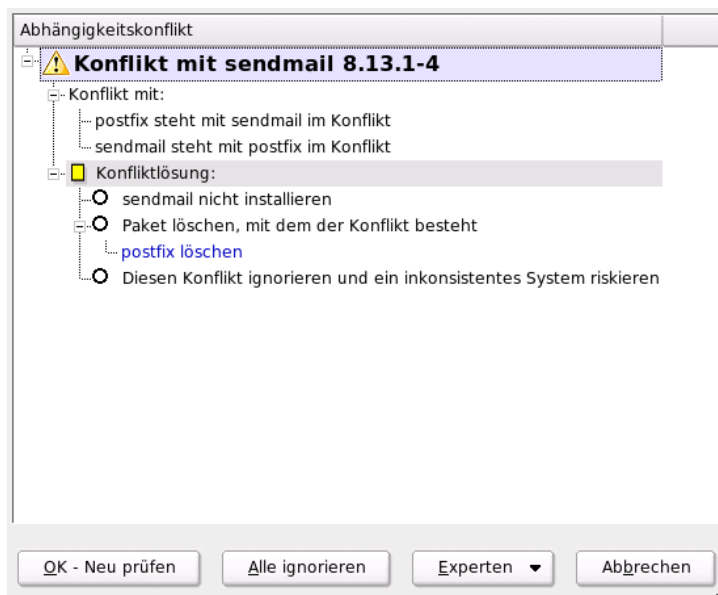 Abhängigkeitskonflikt
Konflikt mit sendmail 8.13.1-4
Konflikt mit:
postfix steht mit sendmail im Konflikt
sendmail steht mit postfix im Konflikt
Konfliktlösung:
sendmail nicht installieren
Paket löschen, mit dem der Konflikt besteht
postfix löschen
Diesen Konflikt ignorieren und ein inkonsistentes System riskieren
OK - Neu prüfen Alle ignorieren Experten Abbrechen